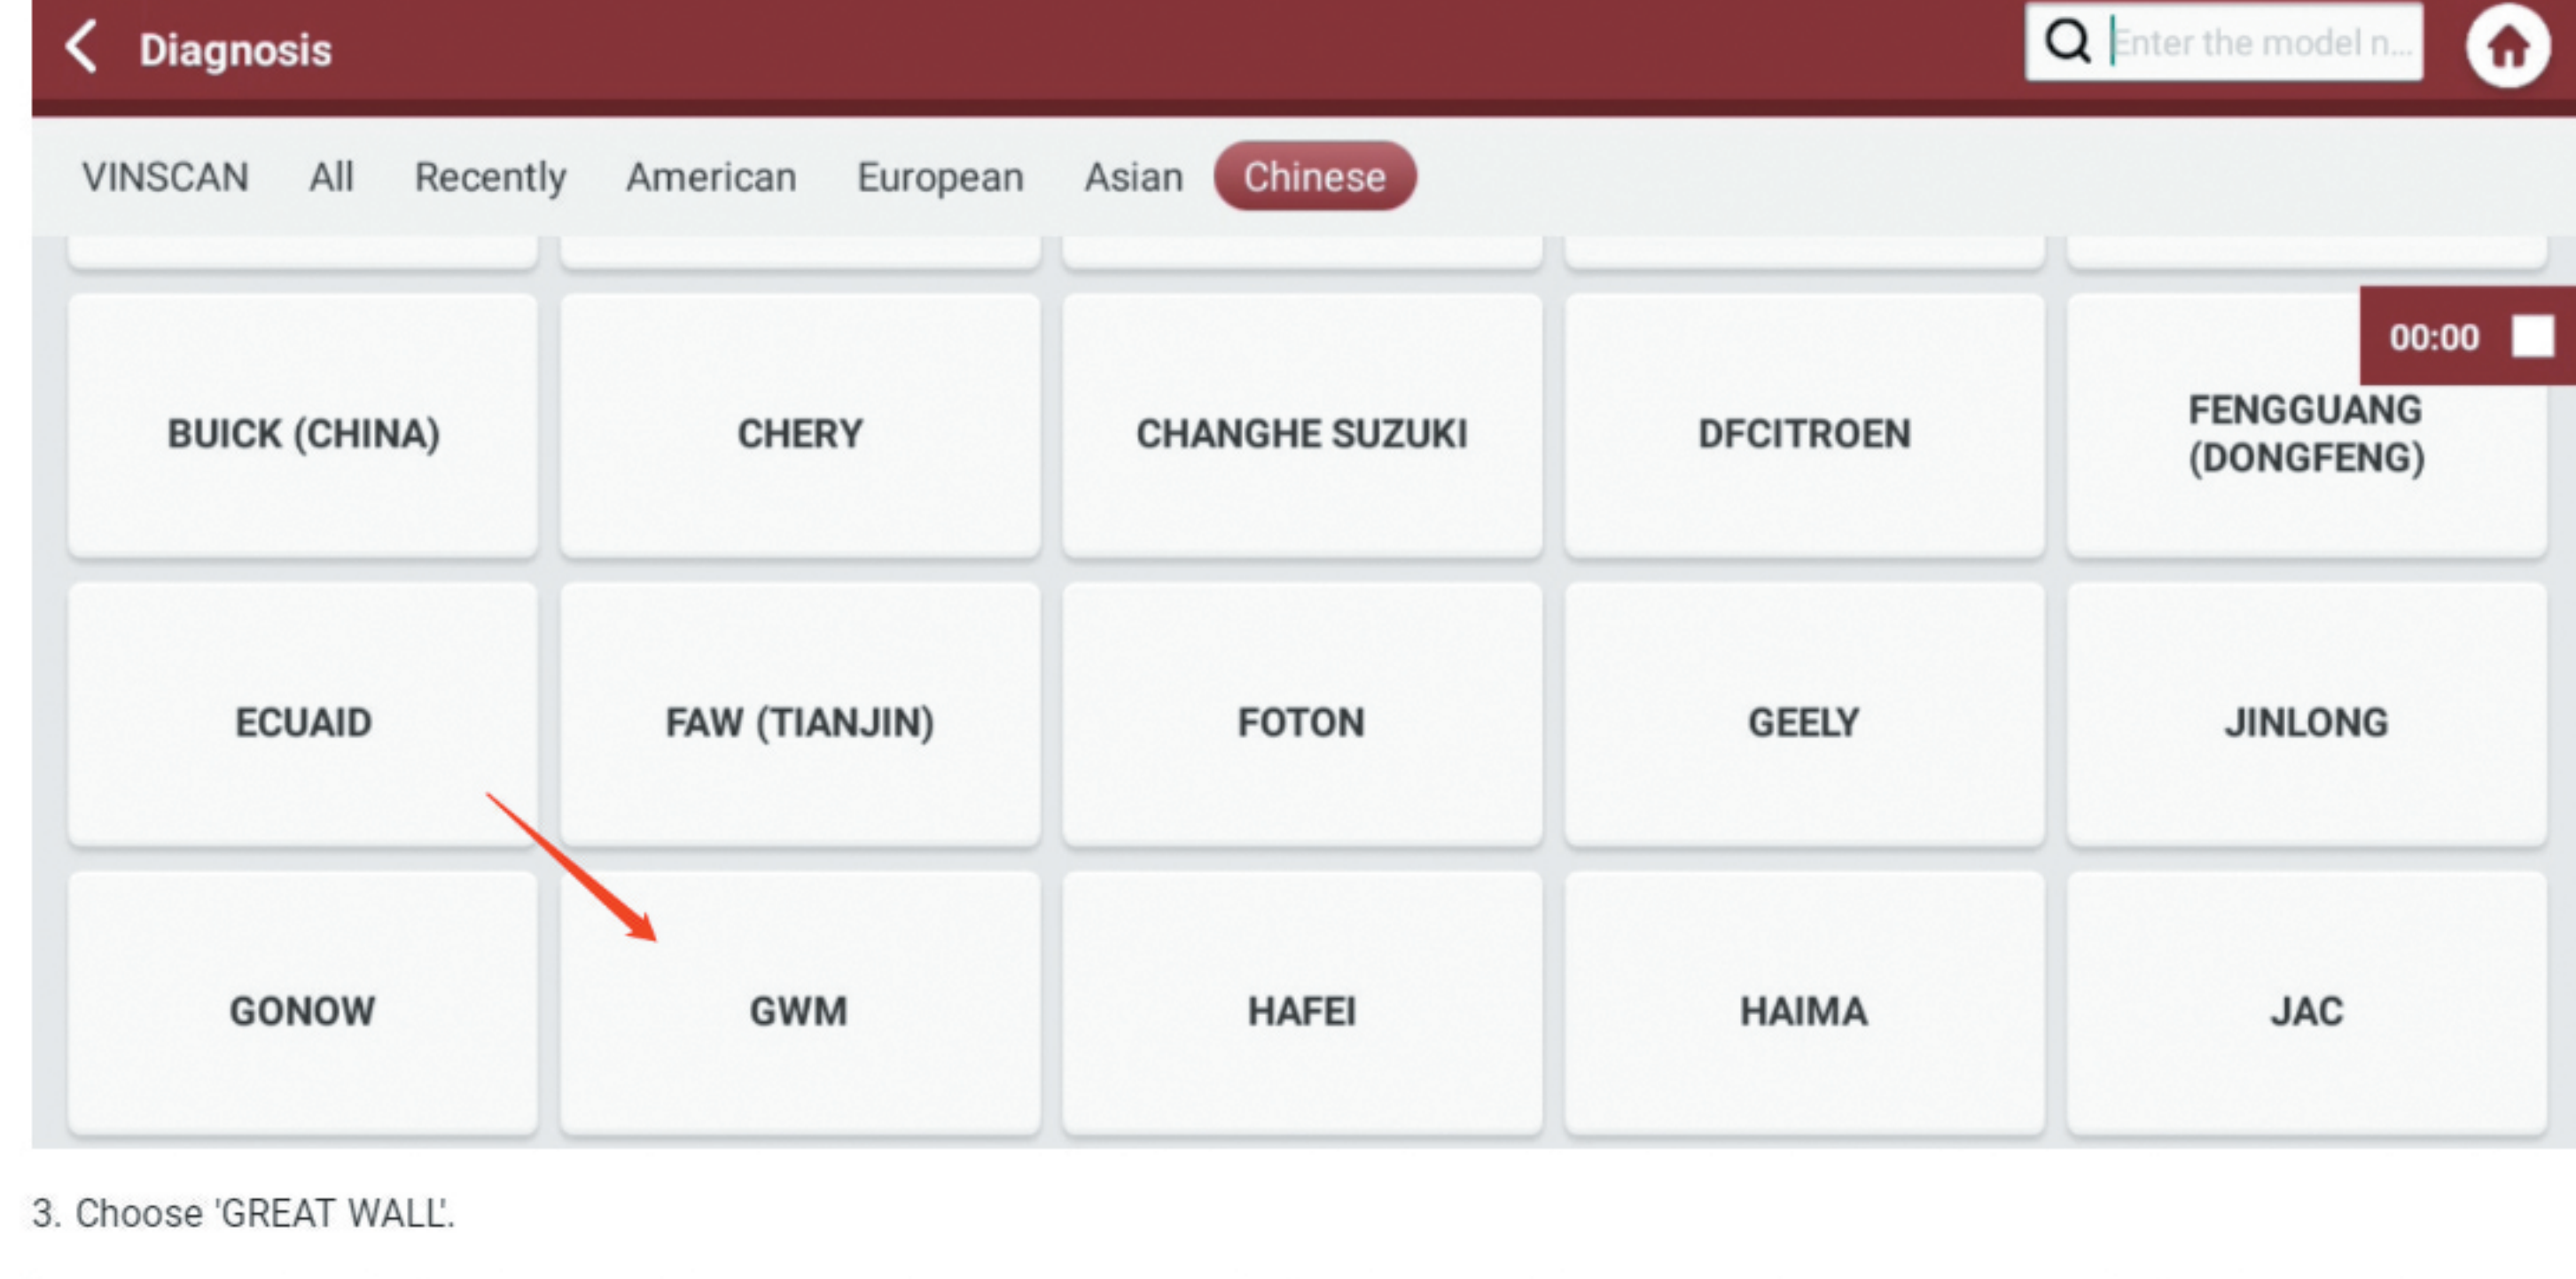 Diagnosis
Enter the model n...
VINSCAN All Recently American European Asian Chinese
00:00
BUICK (CHINA) CHERY CHANGHE SUZUKI DFCITROEN FENGGUANG
(DONGFENG)
ECUAID FAW (TIANJIN) FOTON GEELY JINLONG
GONOW GWM HAFEI HAIMA JAC
3. Choose 'GREAT WALL'.